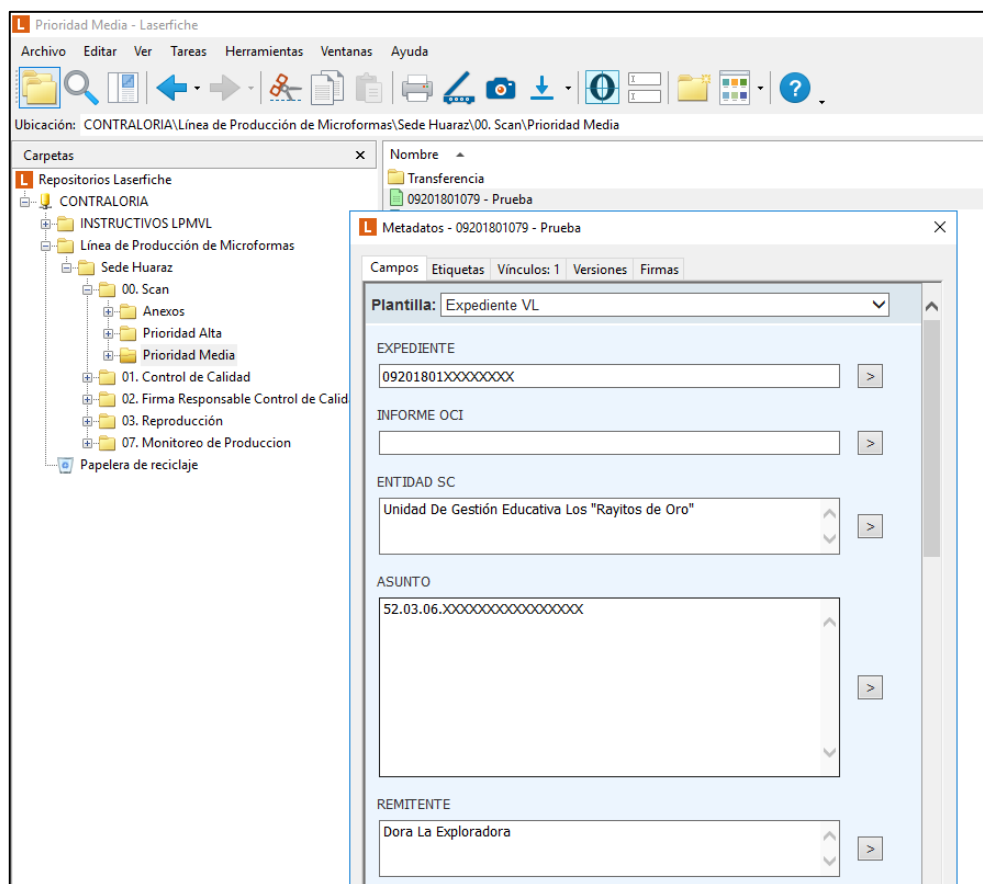 Prioridad Media - Laserfiche
Archivo Editar Ver Tareas Herramientas Ventanas Ayuda
Ubicación: CONTRALORIA\Línea de Producción de Microformas\Sede Huaraz\00. Scan\Prioridad Media
Carpetas
Repositorios Laserfiche
CONTRALORIA
INSTRUCTIVOS LPMVL
Línea de Producción de Microformas
Sede Huaraz
00. Scan
Anexos
Prioridad Alta
Prioridad Media
01. Control de Calidad
02. Firma Responsable Control de Calid
03. Reproducción
07. Monitoreo de Produccion
Papelera de reciclaje
Nombre
Transferencia
09201801079 - Prueba
Metadatos - 09201801079 - Prueba
Campos Etiquetas Vínculos: 1 Versiones Firmas
Plantilla: Expediente VL
EXPEDIENTE
09201801XXXXXXXX
INFORME OCI
ENTIDAD SC
Unidad De Gestión Educativa Los "Rayitos de Oro"
ASUNTO
52.03.06.XXXXXXXXXXXXXXXX
REMITENTE
Dora La Exploradora